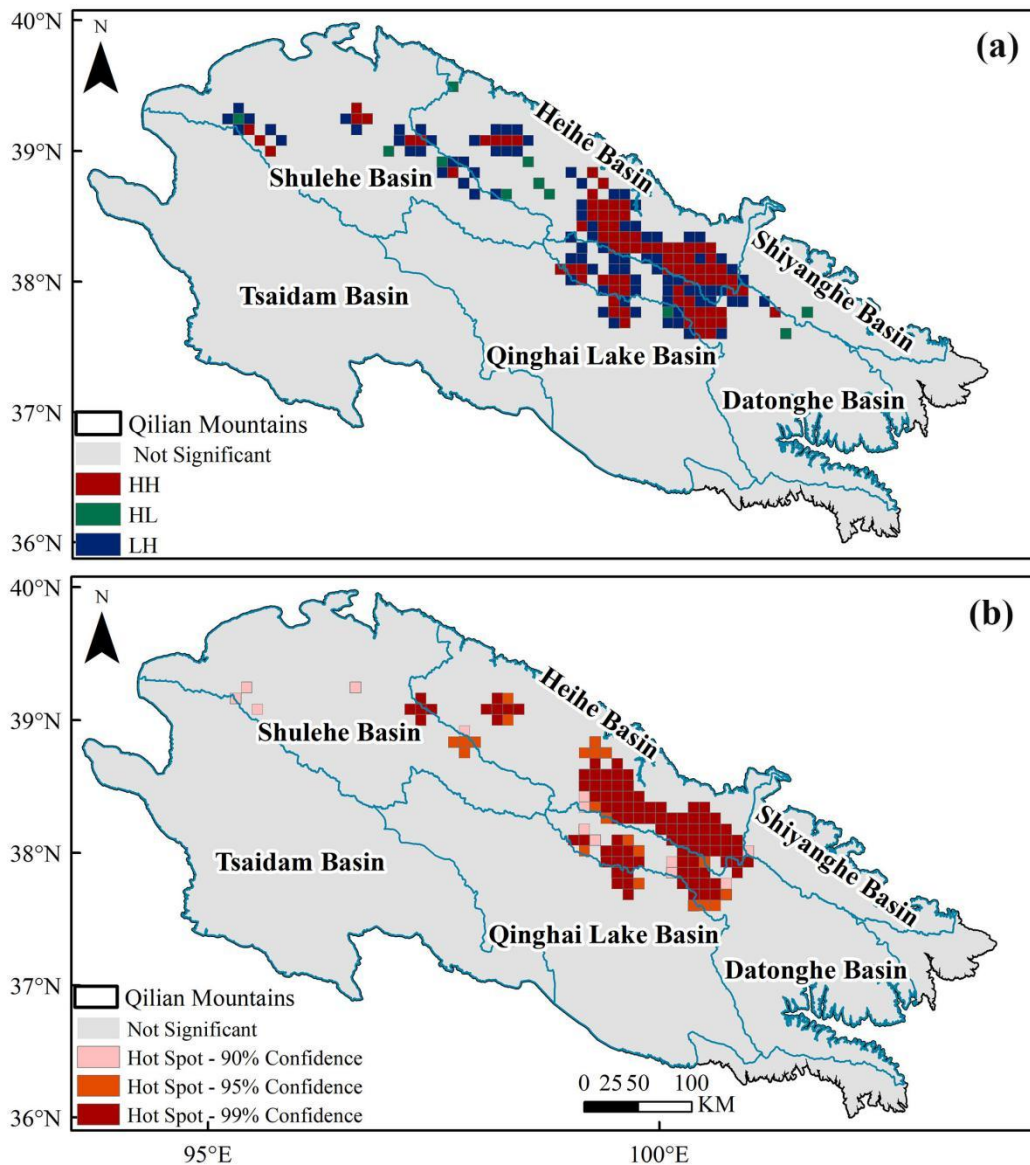 40°N
N
(a)
Heihe Basin
39°N
Shulehe Basin
Shiyanghe Basin
38°N
Tsaidam Basin
Qinghai Lake Basin
37°N
Datonghe Basin
Qilian Mountains
Not Significant
HH
HL
36°N
LH
40°N
N
(b)
Heihe Basin
39°N
Shulehe Basin
Shiyanghe Basin
38°N
Tsaidam Basin
Qinghai Lake Basin
37°N
Datonghe Basin
Qilian Mountains
Not Significant
Hot Spot - 90% Confidence
0 25 50 100
Hot Spot - 95% Confidence
KM
36°N
Hot Spot - 99% Confidence
95°E 100°E